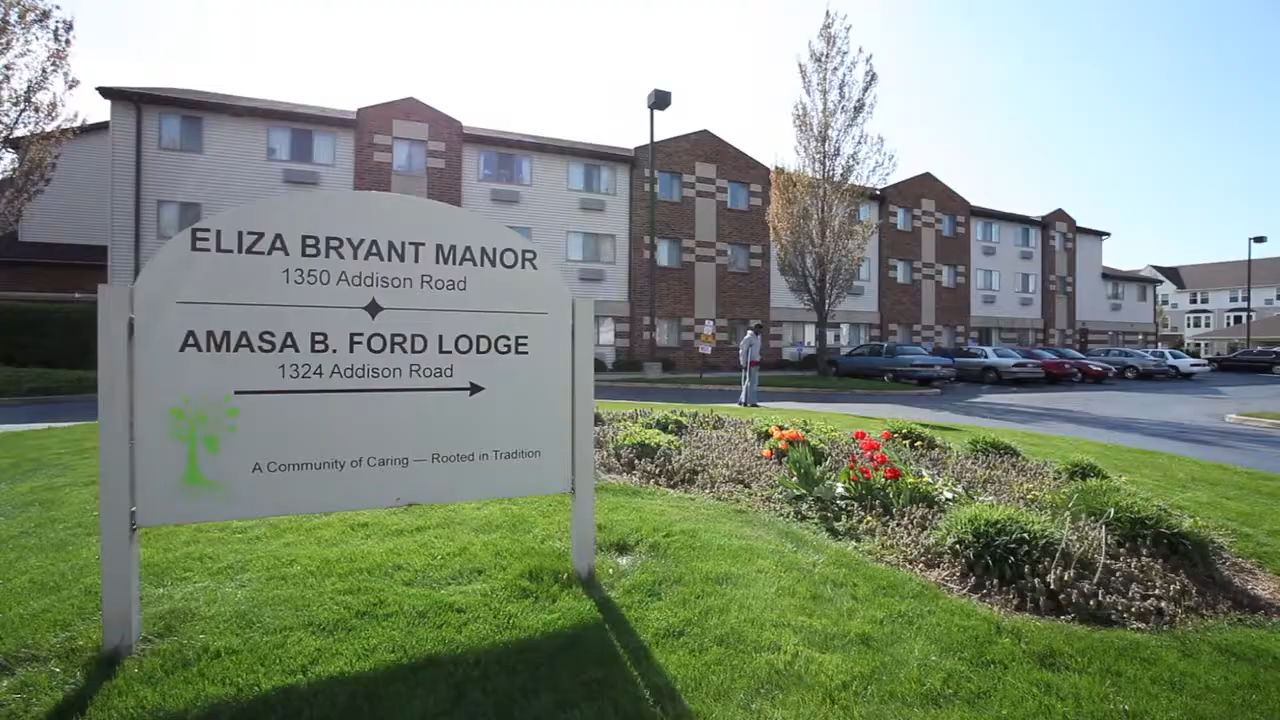 ELIZA BRYANT MANOR
1350 Addison Road
AMASA B. FORD LODGE
1324 Addison Road
A Community of Caring — Rooted in Tradition